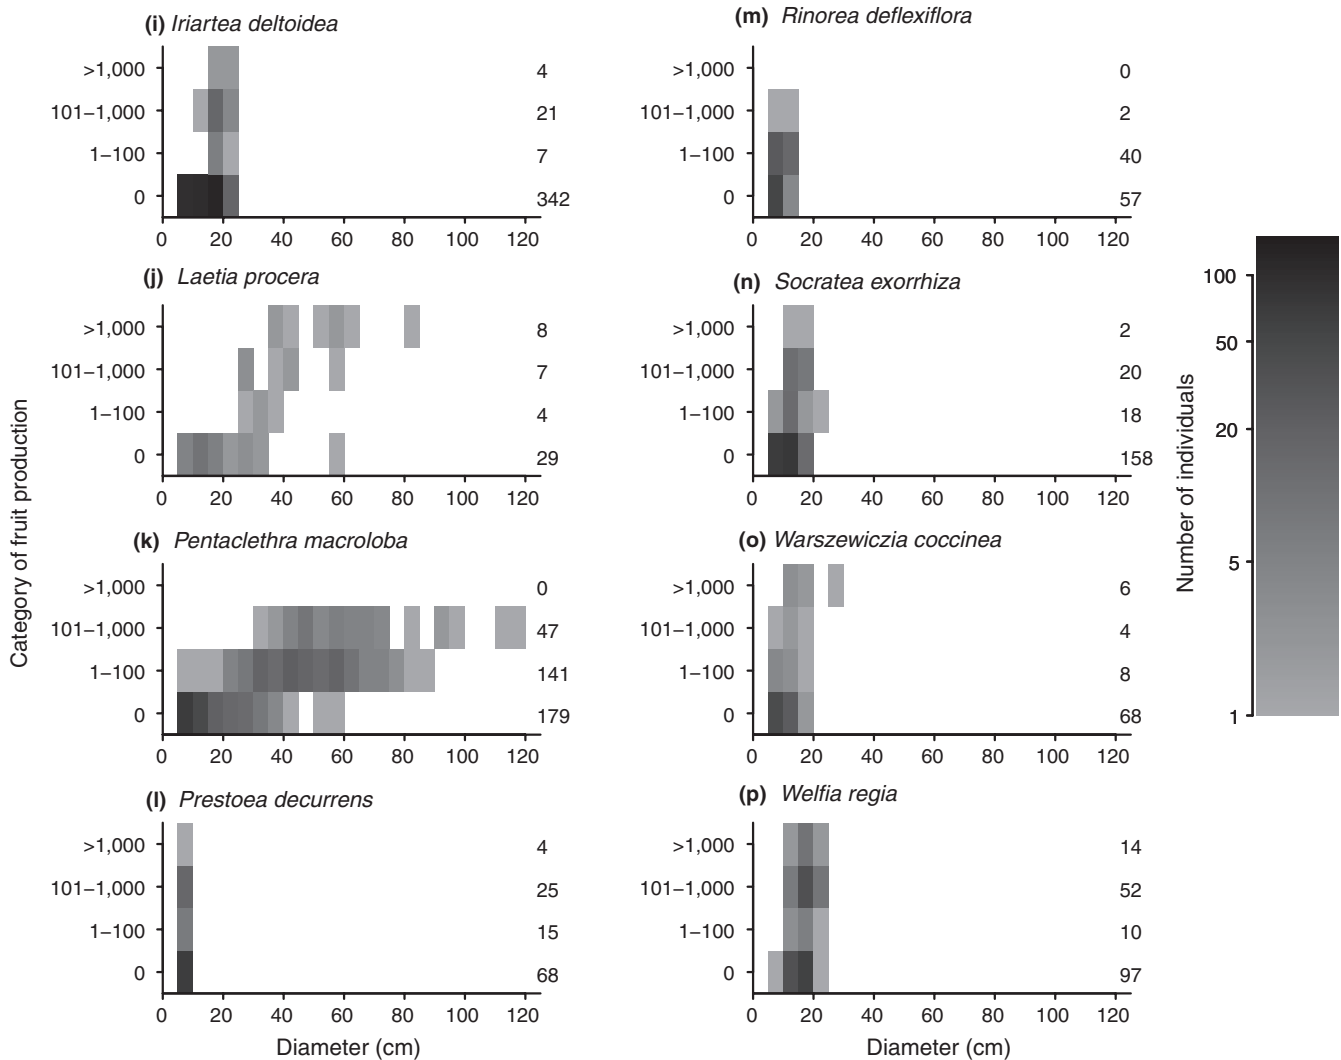 (i) Iriartea deltoidea
>1,000 4
101–1,000 21
1–100 7
0 342
0 20 40 60 80 100 120
(j) Laetia procera
>1,000 8
101–1,000 7
1–100 4
0 29
0 20 40 60 80 100 120
(k) Pentaclethra macroloba
>1,000 0
101–1,000 47
1–100 141
0 179
0 20 40 60 80 100 120
(l) Prestoea decurrens
>1,000 4
101–1,000 25
1–100 15
0 68
0 20 40 60 80 100 120
Diameter (cm)
Category of fruit production
(m) Rinorea deflexiflora
>1,000 0
101–1,000 2
1–100 40
0 57
0 20 40 60 80 100 120
(n) Socratea exorrhiza
>1,000 2
101–1,000 20
1–100 18
0 158
0 20 40 60 80 100 120
(o) Warszewiczia coccinea
>1,000 6
101–1,000 4
1–100 8
0 68
0 20 40 60 80 100 120
(p) Welfia regia
>1,000 14
101–1,000 52
1–100 10
0 97
0 20 40 60 80 100 120
Diameter (cm)
Number of individuals
100
50
20
5
1